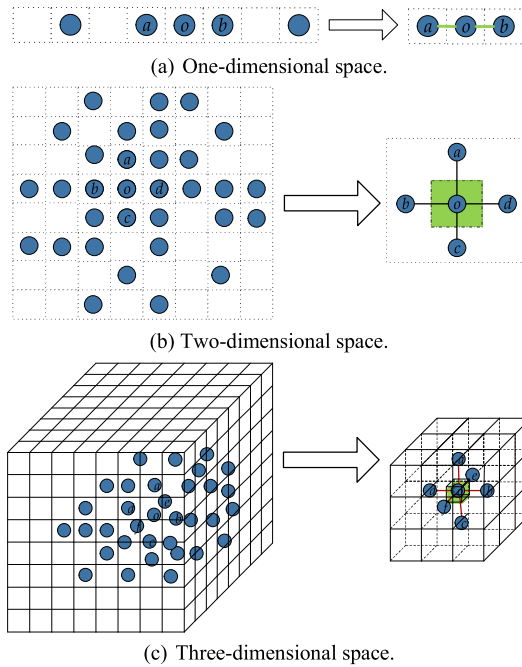 a o b a o b
(a) One-dimensional space.
a a
b o d b o d
c c
(b) Two-dimensional space.
(c) Three-dimensional space.